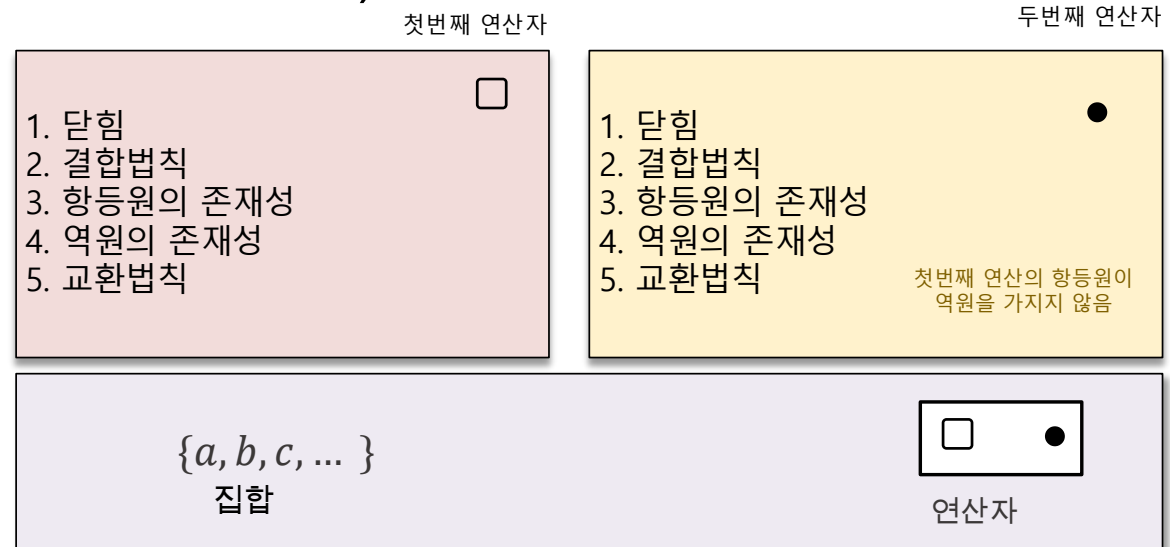 첫번째 연산자
두번째 연산자
1. 닫힘
2. 결합법칙
3. 항등원의 존재성
4. 역원의 존재성
5. 교환법칙
1. 닫힘
2. 결합법칙
3. 항등원의 존재성
4. 역원의 존재성
5. 교환법칙
첫번째 연산의 항등원이
역원을 가지지 않음
{a, b, c, … }
집합
□ ●
연산자